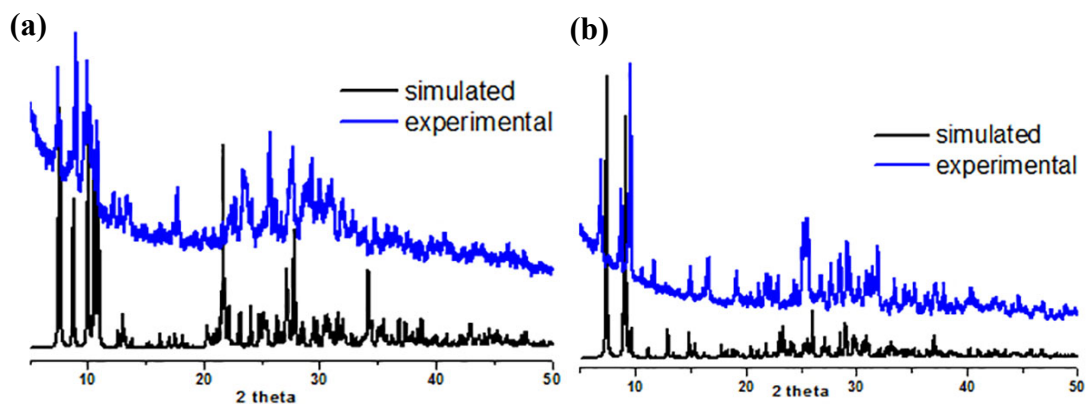 (a)
simulated
experimental
10 20 30 40 50
2 theta
(b)
simulated
experimental
10 20 30 40 50
2 theta